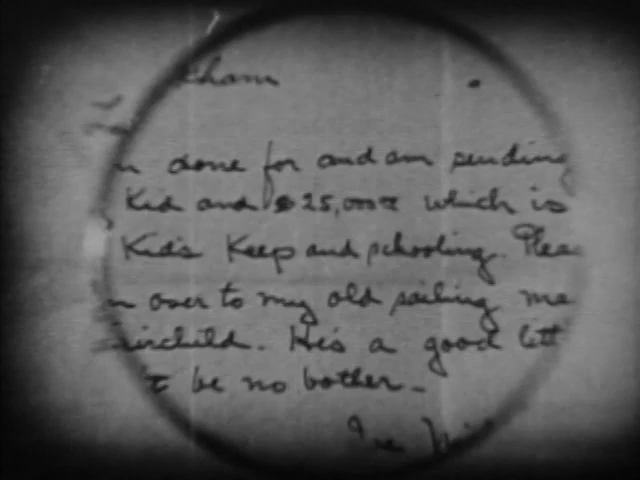 cham
done for and am sending
Kid and $25,000 which is
Kid's Keep and schooling. Plea
over to my old sailing me
irchild. He's a good litt
t be no bother.